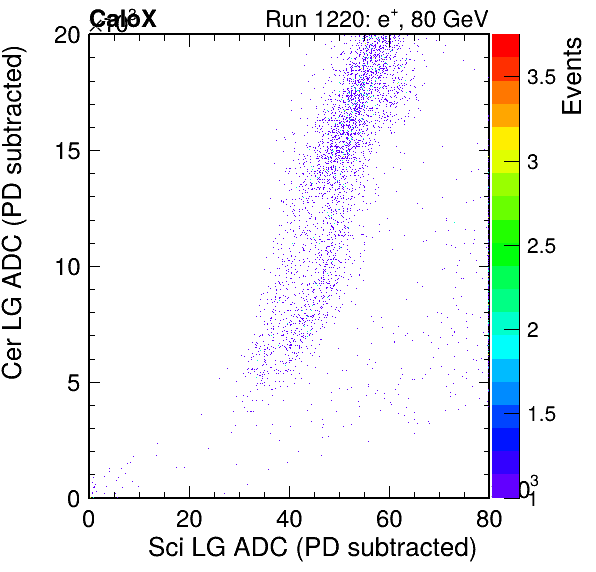 CaloX Run 1220: e+, 80 GeV
×10³
20
15
10
5
0
0 20 40 60 80
Sci LG ADC (PD subtracted)
Cer LG ADC (PD subtracted)
3.5
3
2.5
2
1.5
1
Events